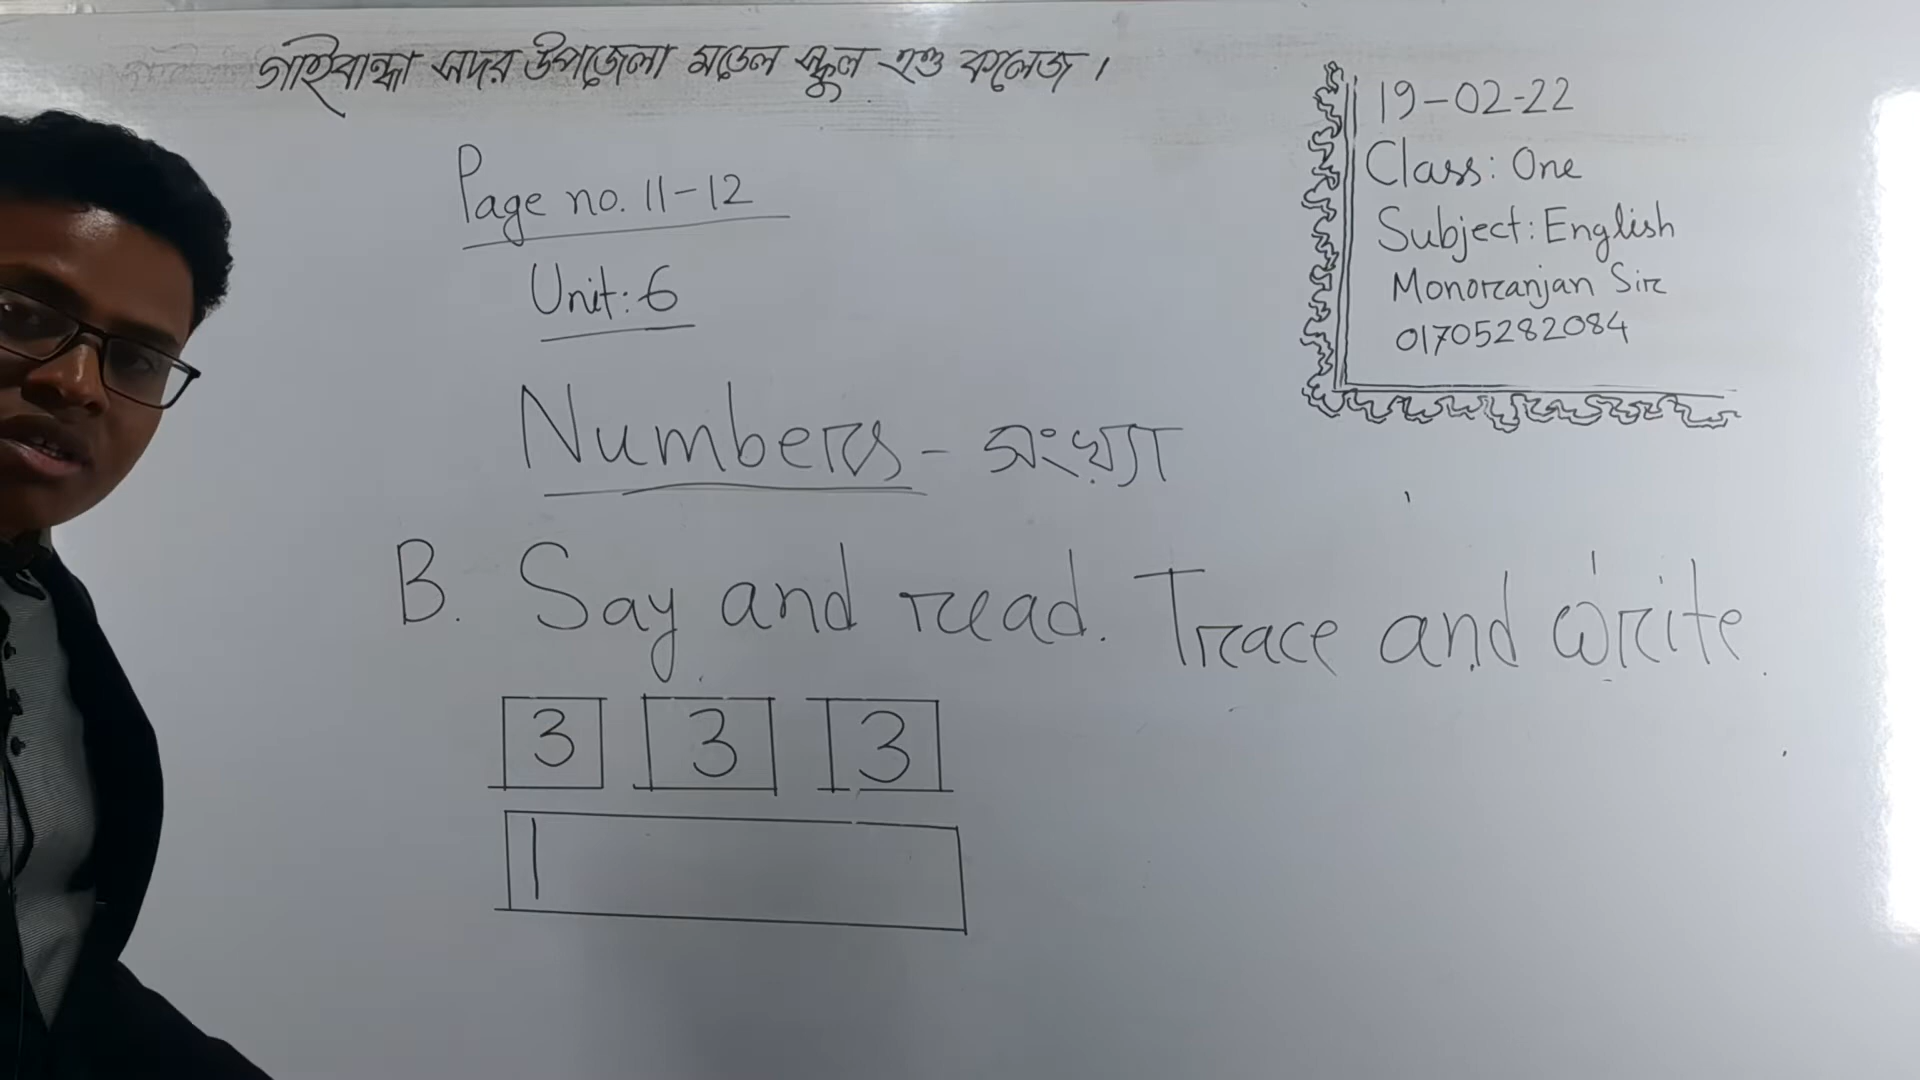 গাইবান্ধা সদর উপজেলা মডেল স্কুল এণ্ড কলেজ।
19-02-22
Class: One
Subject: English
Monoranjan Sir
01705282084
Page no. 11-12
Unit: 6
Numbers - সংখ্যা
B. Say and read. Trace and write.
3 3 3
1